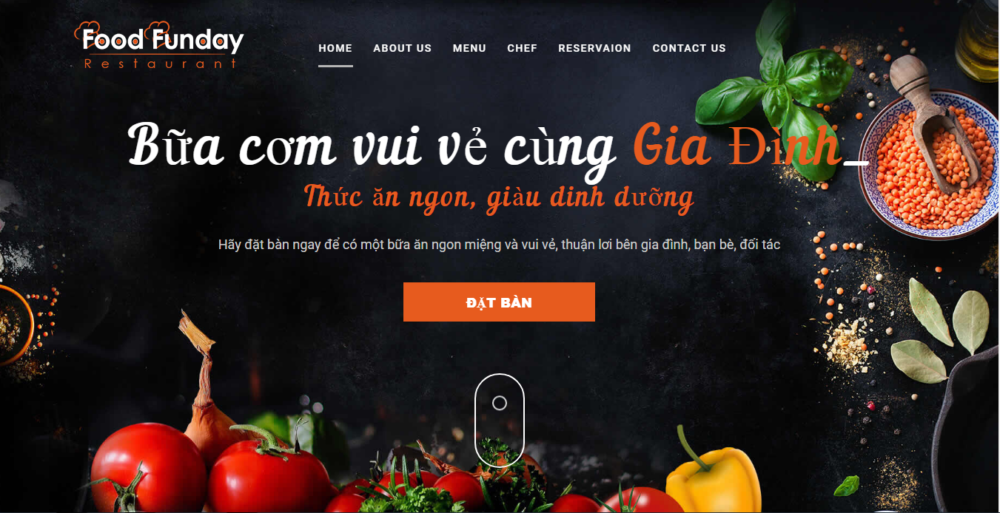 Food Funday
Restaurant
HOME ABOUT US MENU CHEF RESERVAION CONTACT US
Bữa cơm vui vẻ cùng Gia Đình_
Thức ăn ngon, giàu dinh dưỡng
Hãy đặt bàn ngay để có một bữa ăn ngon miệng và vui vẻ, thuận lơi bên gia đình, bạn bè, đối tác
ĐẶT BÀN